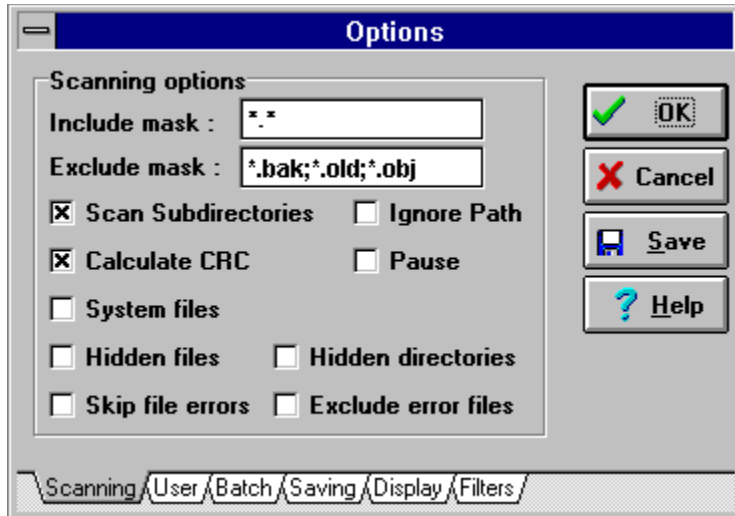 Options
Scanning options
Include mask : *.*
Exclude mask : *.bak;*.old;*.obj
Scan Subdirectories Ignore Path
Calculate CRC Pause
System files
Hidden files Hidden directories
Skip file errors Exclude error files
OK
Cancel
Save
Help
Scanning User Batch Saving Display Filters